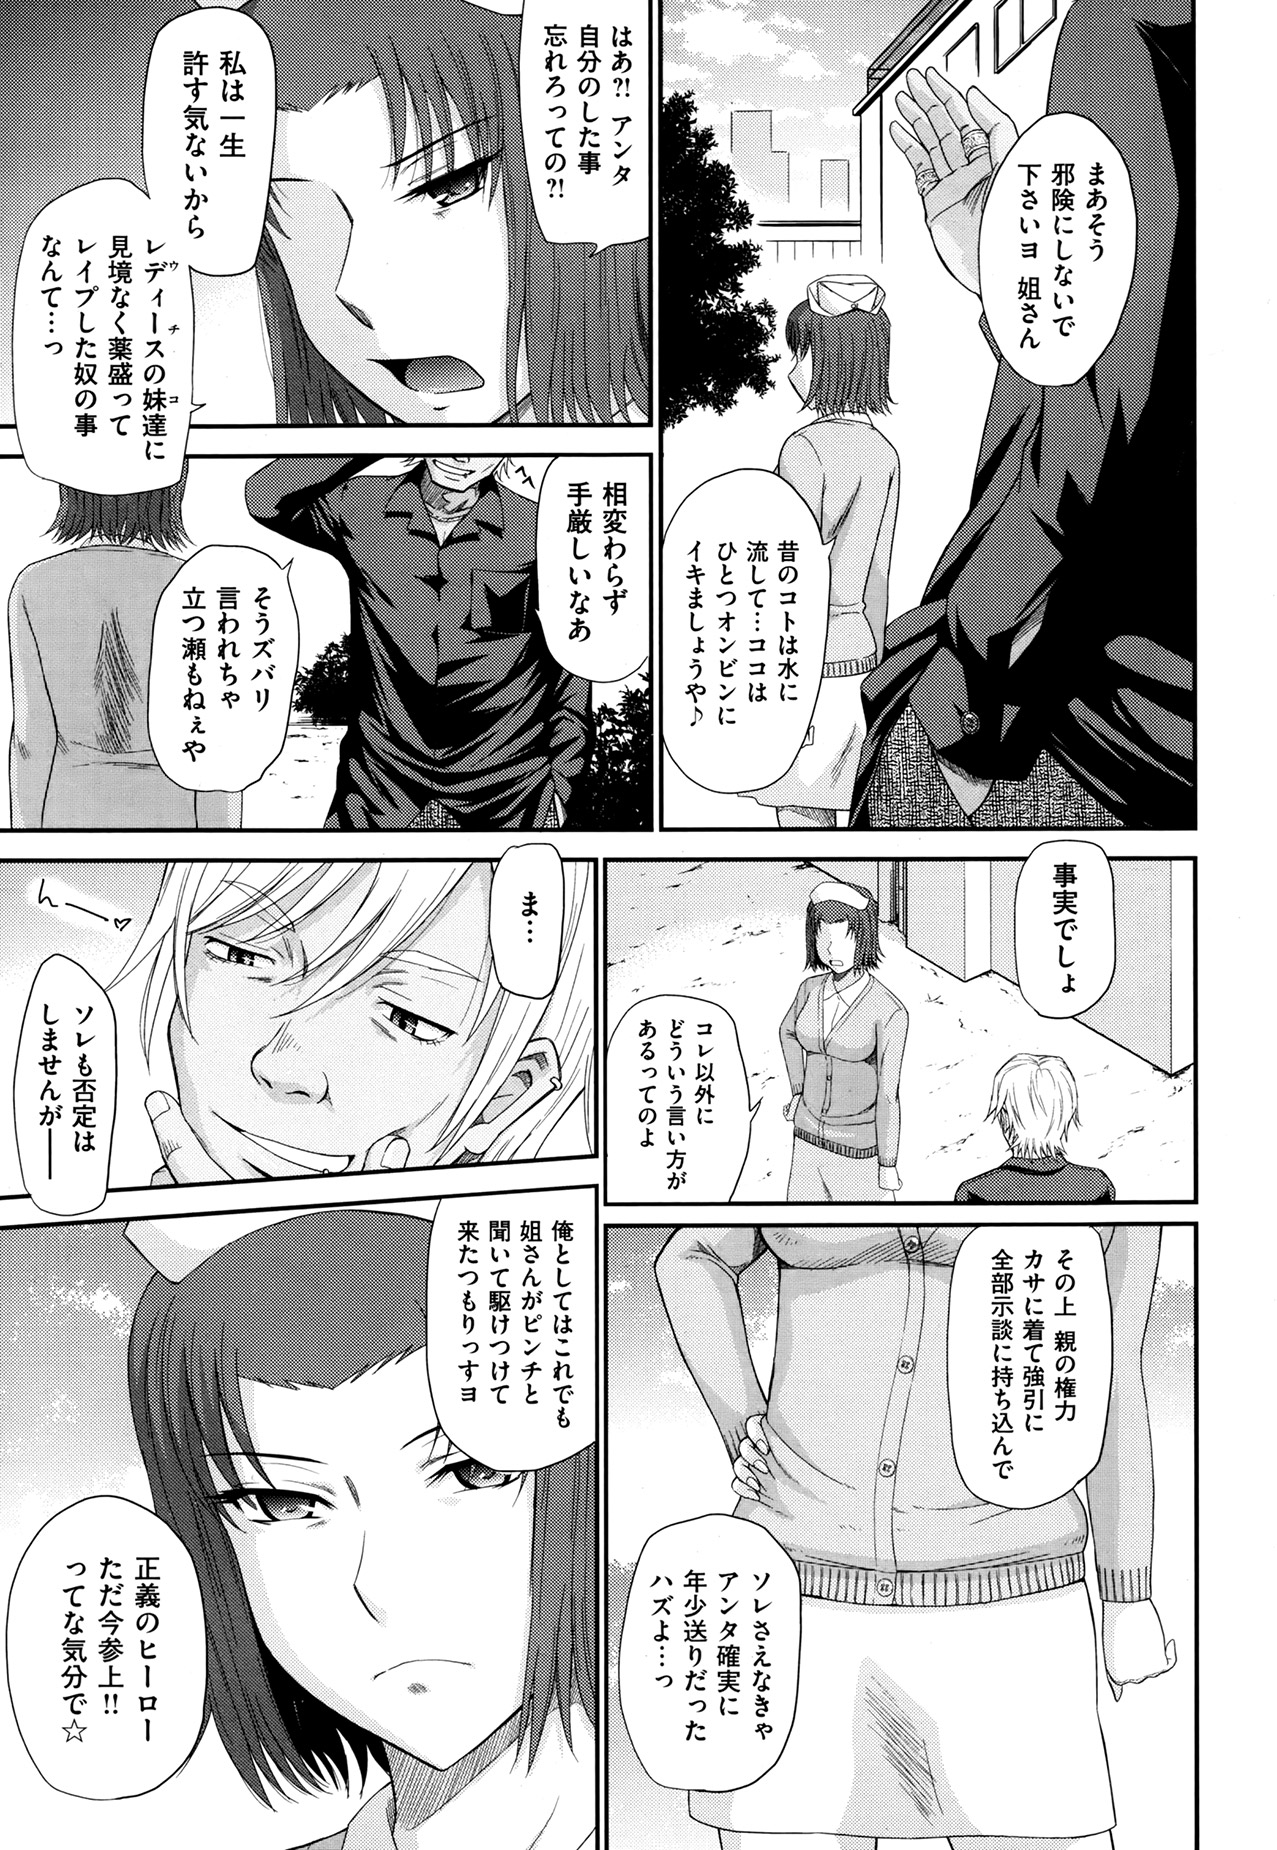 まあそう
邪険にしないで
下さいヨ 姐さん
昔のコトは水に
流して…ココは
ひとつオンビンに
イキましょうや♪
はあ?! アンタ
自分のした事
忘れろっての?!
私は一生
許す気ないから
レディースの妹達に
ウチ コ
見境なく薬盛って
レイプした奴の事
なんて…っ
相変わらず
手厳しいなあ
そうズバリ
言われちゃ
立つ瀬もねぇや
事実でしょ
コレ以外に
どういう言い方が
あるってのよ
ま…
んー♡
ソレも否定は
しませんが――
その上 親の権力
カサに着て強引に
全部示談に持ち込んで
ソレさえなきゃ
アンタ確実に
年少送りだった
ハズよ…っ
俺としてはこれでも
姐さんがピンチと
聞いて駆けつけて
来たつもりっすヨ
正義のヒーロー
ただ今参上!!
ってな気分で☆